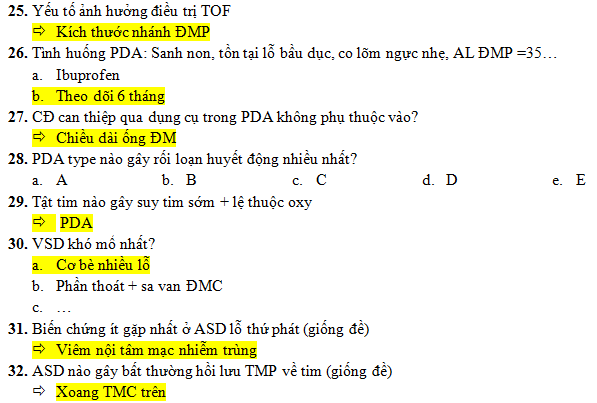 25. Yếu tố ảnh hưởng điều trị TOF
⇨ Kích thước nhánh ĐMP
26. Tình huống PDA: Sanh non, tồn tại lỗ bầu dục, co lõm ngực nhẹ, AL ĐMP =35…
a. Ibuprofen
b. Theo dõi 6 tháng
27. CĐ can thiệp qua dụng cụ trong PDA không phụ thuộc vào?
⇨ Chiều dài ống ĐM
28. PDA type nào gây rối loạn huyết động nhiều nhất?
a. A b. B c. C d. D e. E
29. Tật tim nào gây suy tim sớm + lệ thuộc oxy
⇨ PDA
30. VSD khó mổ nhất?
a. Cơ bè nhiều lỗ
b. Phần thoát + sa van ĐMC
c. …
31. Biến chứng ít gặp nhất ở ASD lỗ thứ phát (giống đề)
⇨ Viêm nội tâm mạc nhiễm trùng
32. ASD nào gây bất thường hồi lưu TMP về tim (giống đề)
⇨ Xoang TMC trên